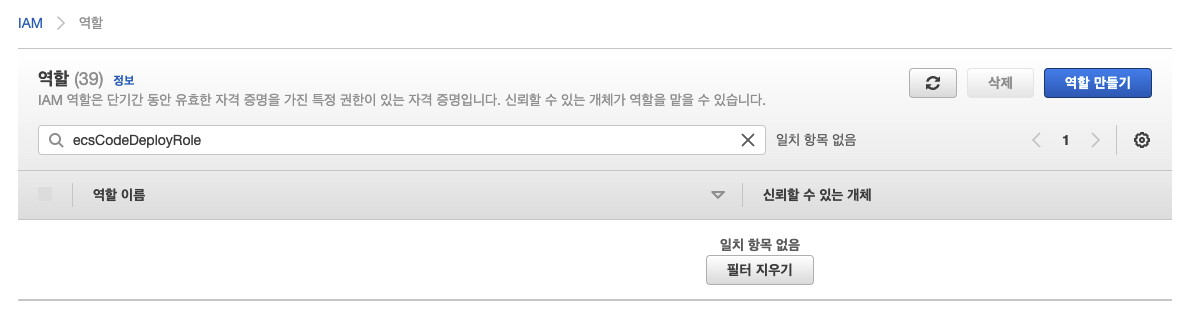 IAM > 역할
역할 (39) 정보
IAM 역할은 단기간 동안 유효한 자격 증명을 가진 특정 권한이 있는 자격 증명입니다. 신뢰할 수 있는 개체가 역할을 맡을 수 있습니다.
삭제
역할 만들기
ecsCodeDeployRole
일치 항목 없음
1
역할 이름
신뢰할 수 있는 개체
일치 항목 없음
필터 지우기